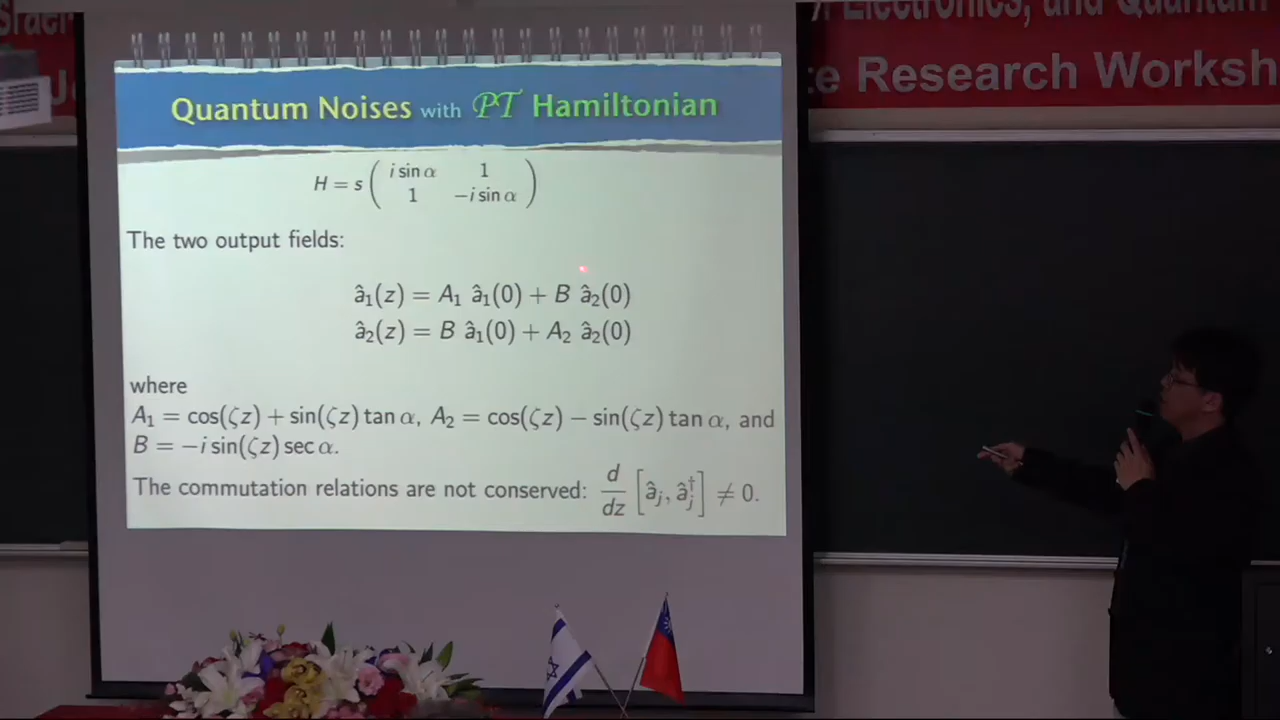 Electronics, and Quantum
Research Worksh
Quantum Noises with PT Hamiltonian
H = s ( i sin α 1
1 −i sin α )
The two output fields:
â₁(z) = A₁ â₁(0) + B â₂(0)
â₂(z) = B â₁(0) + A₂ â₂(0)
where
A₁ = cos(ζz) + sin(ζz) tan α, A₂ = cos(ζz) − sin(ζz) tan α, and
B = −i sin(ζz) sec α.
The commutation relations are not conserved: d/dz [âⱼ, âⱼ†] ≠ 0.